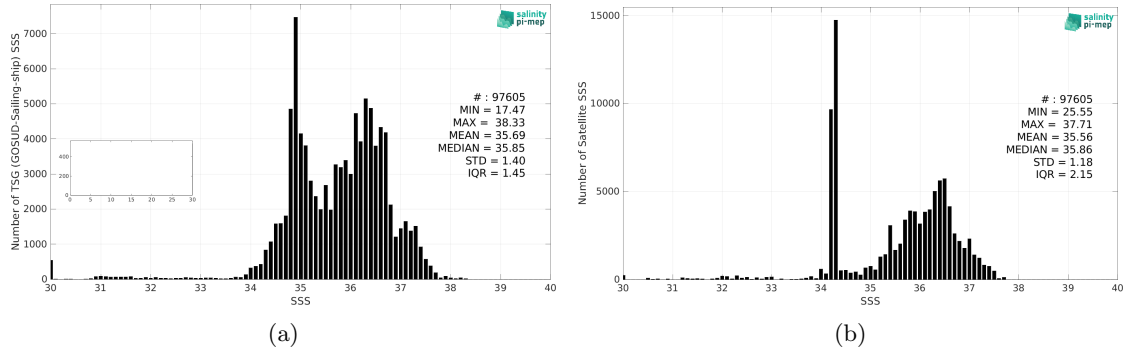 salinity
pi-mep
Number of TSG (GOSUD-Sailing-ship) SSS
7000
6000
5000
4000
3000
2000
1000
0
# : 97605
MIN = 17.47
MAX = 38.33
MEAN = 35.69
MEDIAN = 35.85
STD = 1.40
IQR = 1.45
400
200
0
0 5 10 15 20 25 30
30 31 32 33 34 35 36 37 38 39 40
SSS
(a)
salinity
pi-mep
Number of Satellite SSS
15000
10000
5000
0
# : 97605
MIN = 25.55
MAX = 37.71
MEAN = 35.56
MEDIAN = 35.86
STD = 1.18
IQR = 2.15
30 31 32 33 34 35 36 37 38 39 40
SSS
(b)